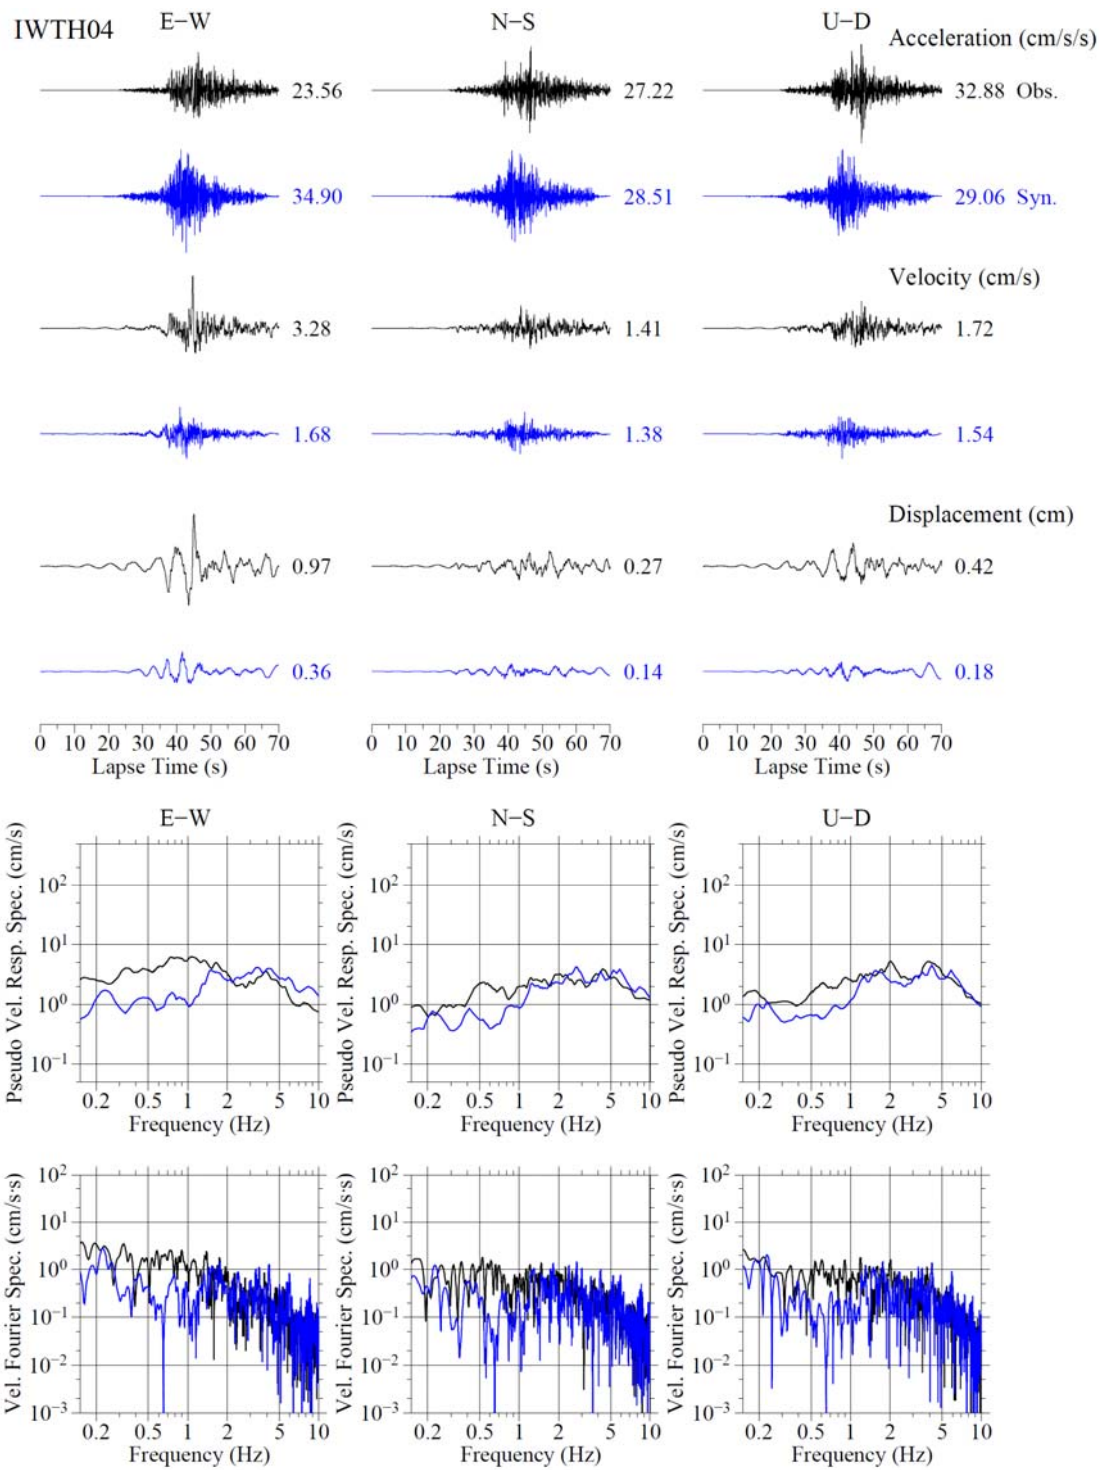 IWTH04
E−W N−S U−D
Acceleration (cm/s/s)
23.56 27.22 32.88 Obs.
34.90 28.51 29.06 Syn.
Velocity (cm/s)
3.28 1.41 1.72
1.68 1.38 1.54
Displacement (cm)
0.97 0.27 0.42
0.36 0.14 0.18
0 10 20 30 40 50 60 70 0 10 20 30 40 50 60 70 0 10 20 30 40 50 60 70
Lapse Time (s) Lapse Time (s) Lapse Time (s)
E−W N−S U−D
Pseudo Vel. Resp. Spec. (cm/s)
10²
10¹
10⁰
10⁻¹
0.2 0.5 1 2 5 10
Frequency (Hz)
Pseudo Vel. Resp. Spec. (cm/s)
10²
10¹
10⁰
10⁻¹
0.2 0.5 1 2 5 10
Frequency (Hz)
Pseudo Vel. Resp. Spec. (cm/s)
10²
10¹
10⁰
10⁻¹
0.2 0.5 1 2 5 10
Frequency (Hz)
Vel. Fourier Spec. (cm/s·s)
10²
10¹
10⁰
10⁻¹
10⁻²
10⁻³
0.2 0.5 1 2 5 10
Frequency (Hz)
Vel. Fourier Spec. (cm/s·s)
10²
10¹
10⁰
10⁻¹
10⁻²
10⁻³
0.2 0.5 1 2 5 10
Frequency (Hz)
Vel. Fourier Spec. (cm/s·s)
10²
10¹
10⁰
10⁻¹
10⁻²
10⁻³
0.2 0.5 1 2 5 10
Frequency (Hz)